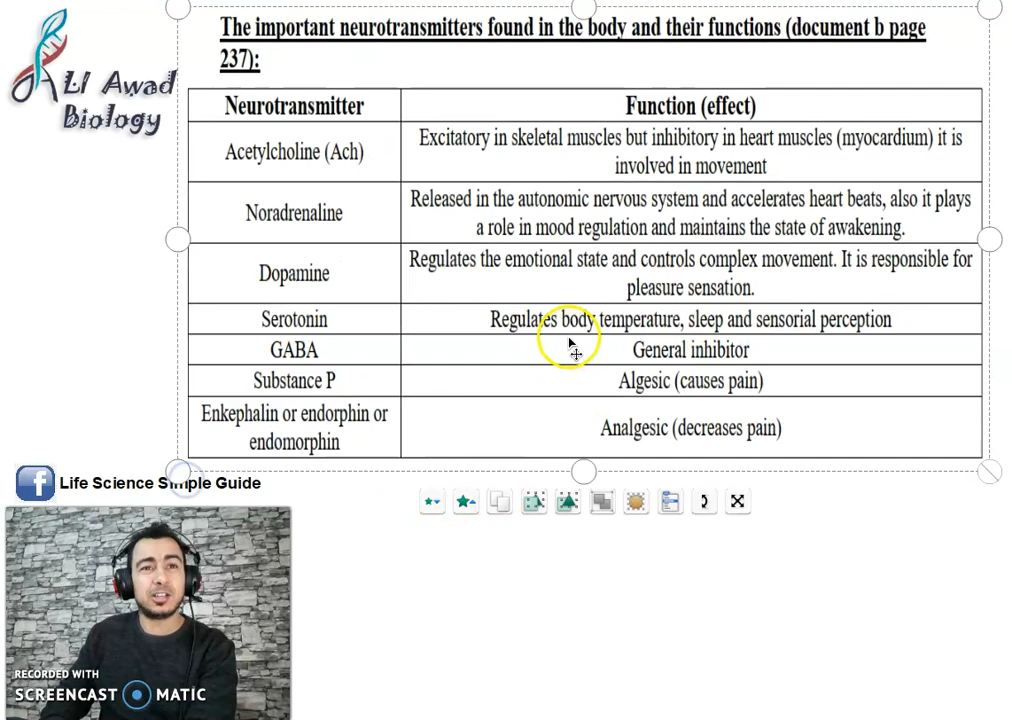 The important neurotransmitters found in the body and their functions (document b page
237):
ALI Awad
Biology
Neurotransmitter
Function (effect)
Acetylcholine (Ach)
Excitatory in skeletal muscles but inhibitory in heart muscles (myocardium) it is
involved in movement
Noradrenaline
Released in the autonomic nervous system and accelerates heart beats, also it plays
a role in mood regulation and maintains the state of awakening.
Dopamine
Regulates the emotional state and controls complex movement. It is responsible for
pleasure sensation.
Serotonin
Regulates body temperature, sleep and sensorial perception
GABA
General inhibitor
Substance P
Algesic (causes pain)
Enkephalin or endorphin or
endomorphin
Analgesic (decreases pain)
f Life Science Simple Guide
RECORDED WITH
SCREENCAST MATIC